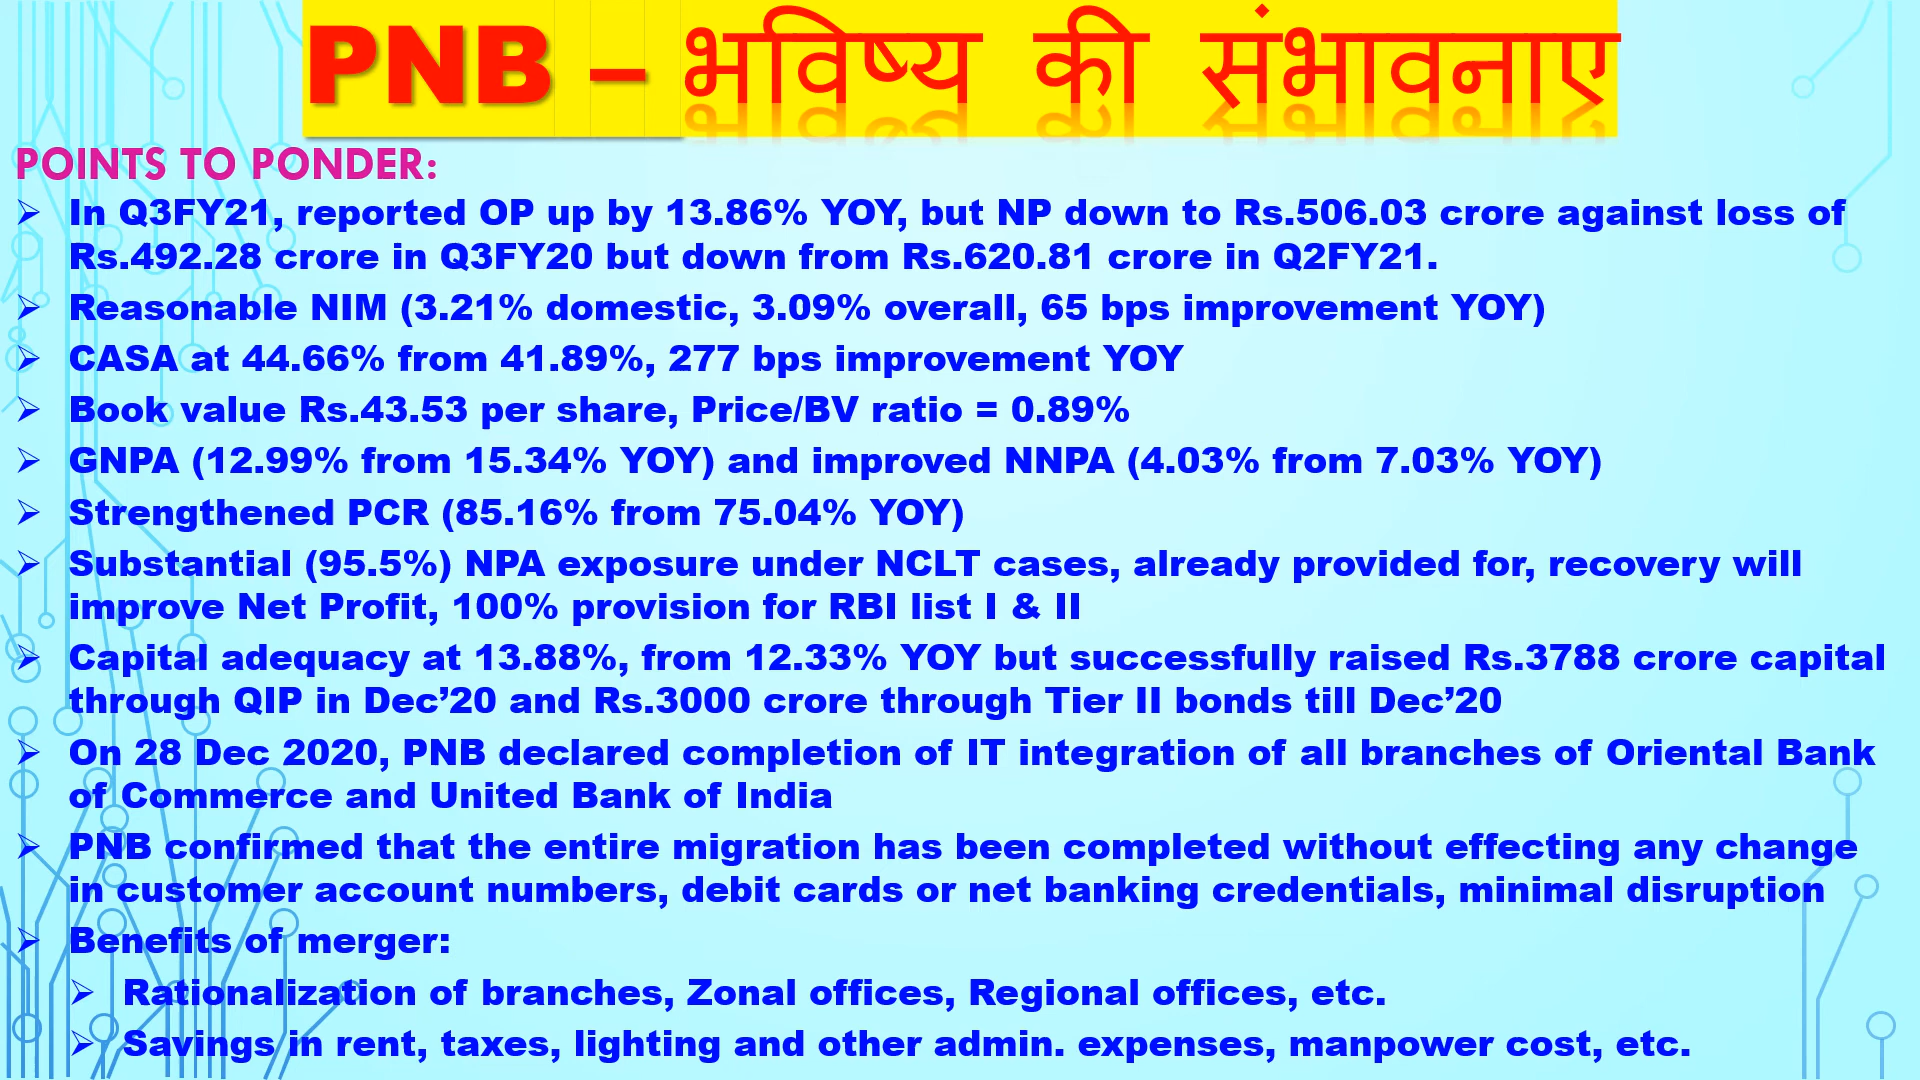 PNB – भविष्य की संभावनाए
POINTS TO PONDER:
➢ In Q3FY21, reported OP up by 13.86% YOY, but NP down to Rs.506.03 crore against loss of
Rs.492.28 crore in Q3FY20 but down from Rs.620.81 crore in Q2FY21.
➢ Reasonable NIM (3.21% domestic, 3.09% overall, 65 bps improvement YOY)
➢ CASA at 44.66% from 41.89%, 277 bps improvement YOY
➢ Book value Rs.43.53 per share, Price/BV ratio = 0.89%
➢ GNPA (12.99% from 15.34% YOY) and improved NNPA (4.03% from 7.03% YOY)
➢ Strengthened PCR (85.16% from 75.04% YOY)
➢ Substantial (95.5%) NPA exposure under NCLT cases, already provided for, recovery will
improve Net Profit, 100% provision for RBI list I & II
➢ Capital adequacy at 13.88%, from 12.33% YOY but successfully raised Rs.3788 crore capital
through QIP in Dec’20 and Rs.3000 crore through Tier II bonds till Dec’20
➢ On 28 Dec 2020, PNB declared completion of IT integration of all branches of Oriental Bank
of Commerce and United Bank of India
➢ PNB confirmed that the entire migration has been completed without effecting any change
in customer account numbers, debit cards or net banking credentials, minimal disruption
➢ Benefits of merger:
➢ Rationalization of branches, Zonal offices, Regional offices, etc.
➢ Savings in rent, taxes, lighting and other admin. expenses, manpower cost, etc.